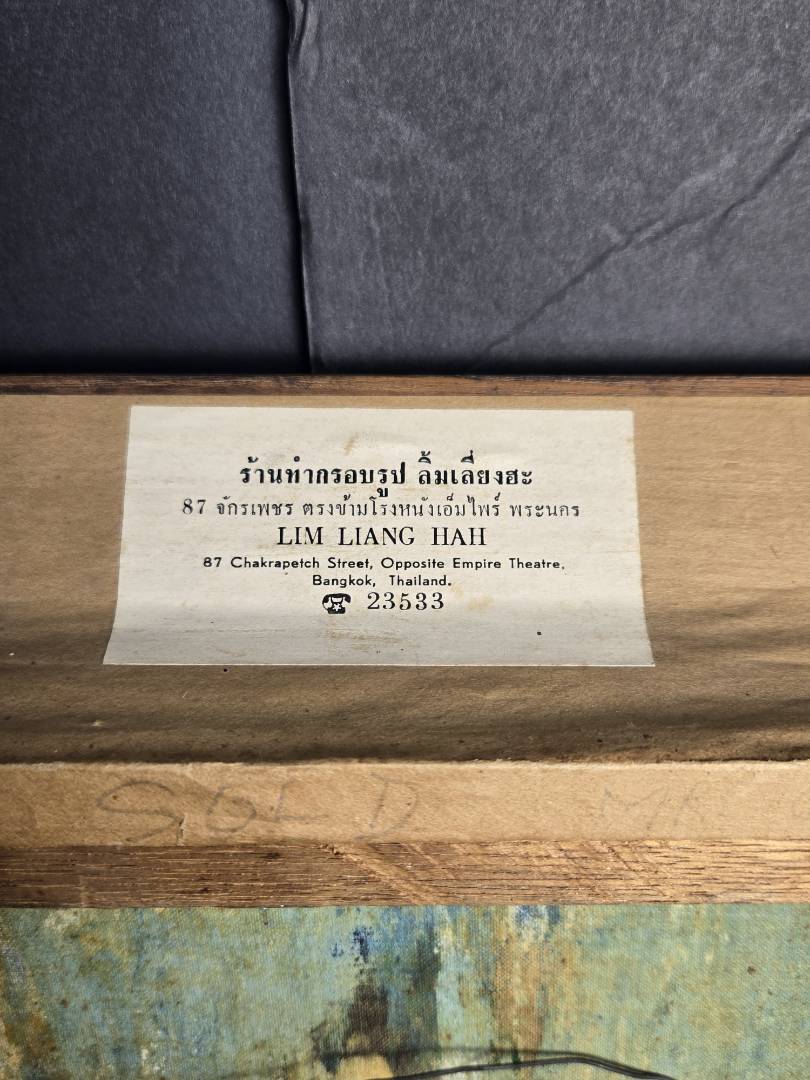 ร้านทำกรอบรูป ลิ้มเลี่ยงฮะ
87 จักรเพชร ตรงข้ามโรงหนังเอ็มไพร์ พระนคร
LIM LIANG HAH
87 Chakrapetch Street, Opposite Empire Theatre,
Bangkok, Thailand.
☎ 23533
SOLD